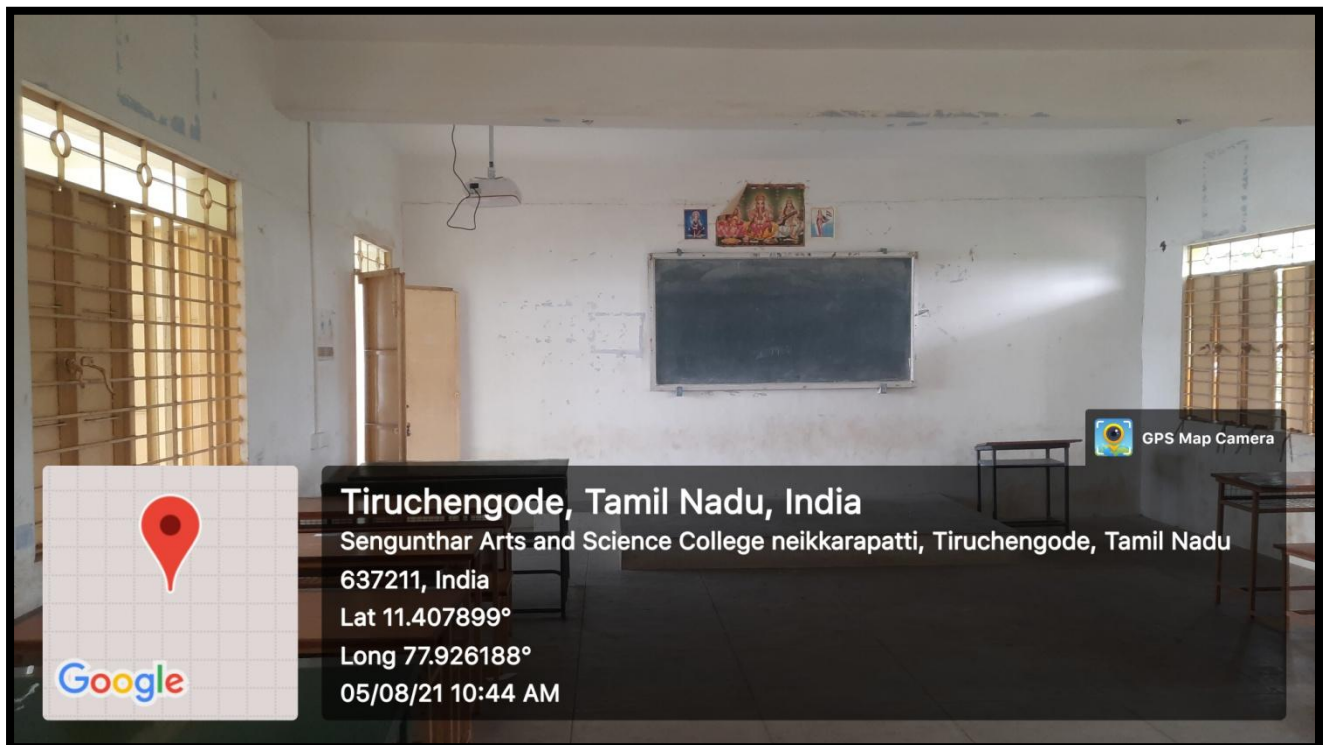 GPS Map Camera
Tiruchengode, Tamil Nadu, India
Sengunthar Arts and Science College neikkarapatti, Tiruchengode, Tamil Nadu
637211, India
Lat 11.407899°
Long 77.926188°
05/08/21 10:44 AM
Google